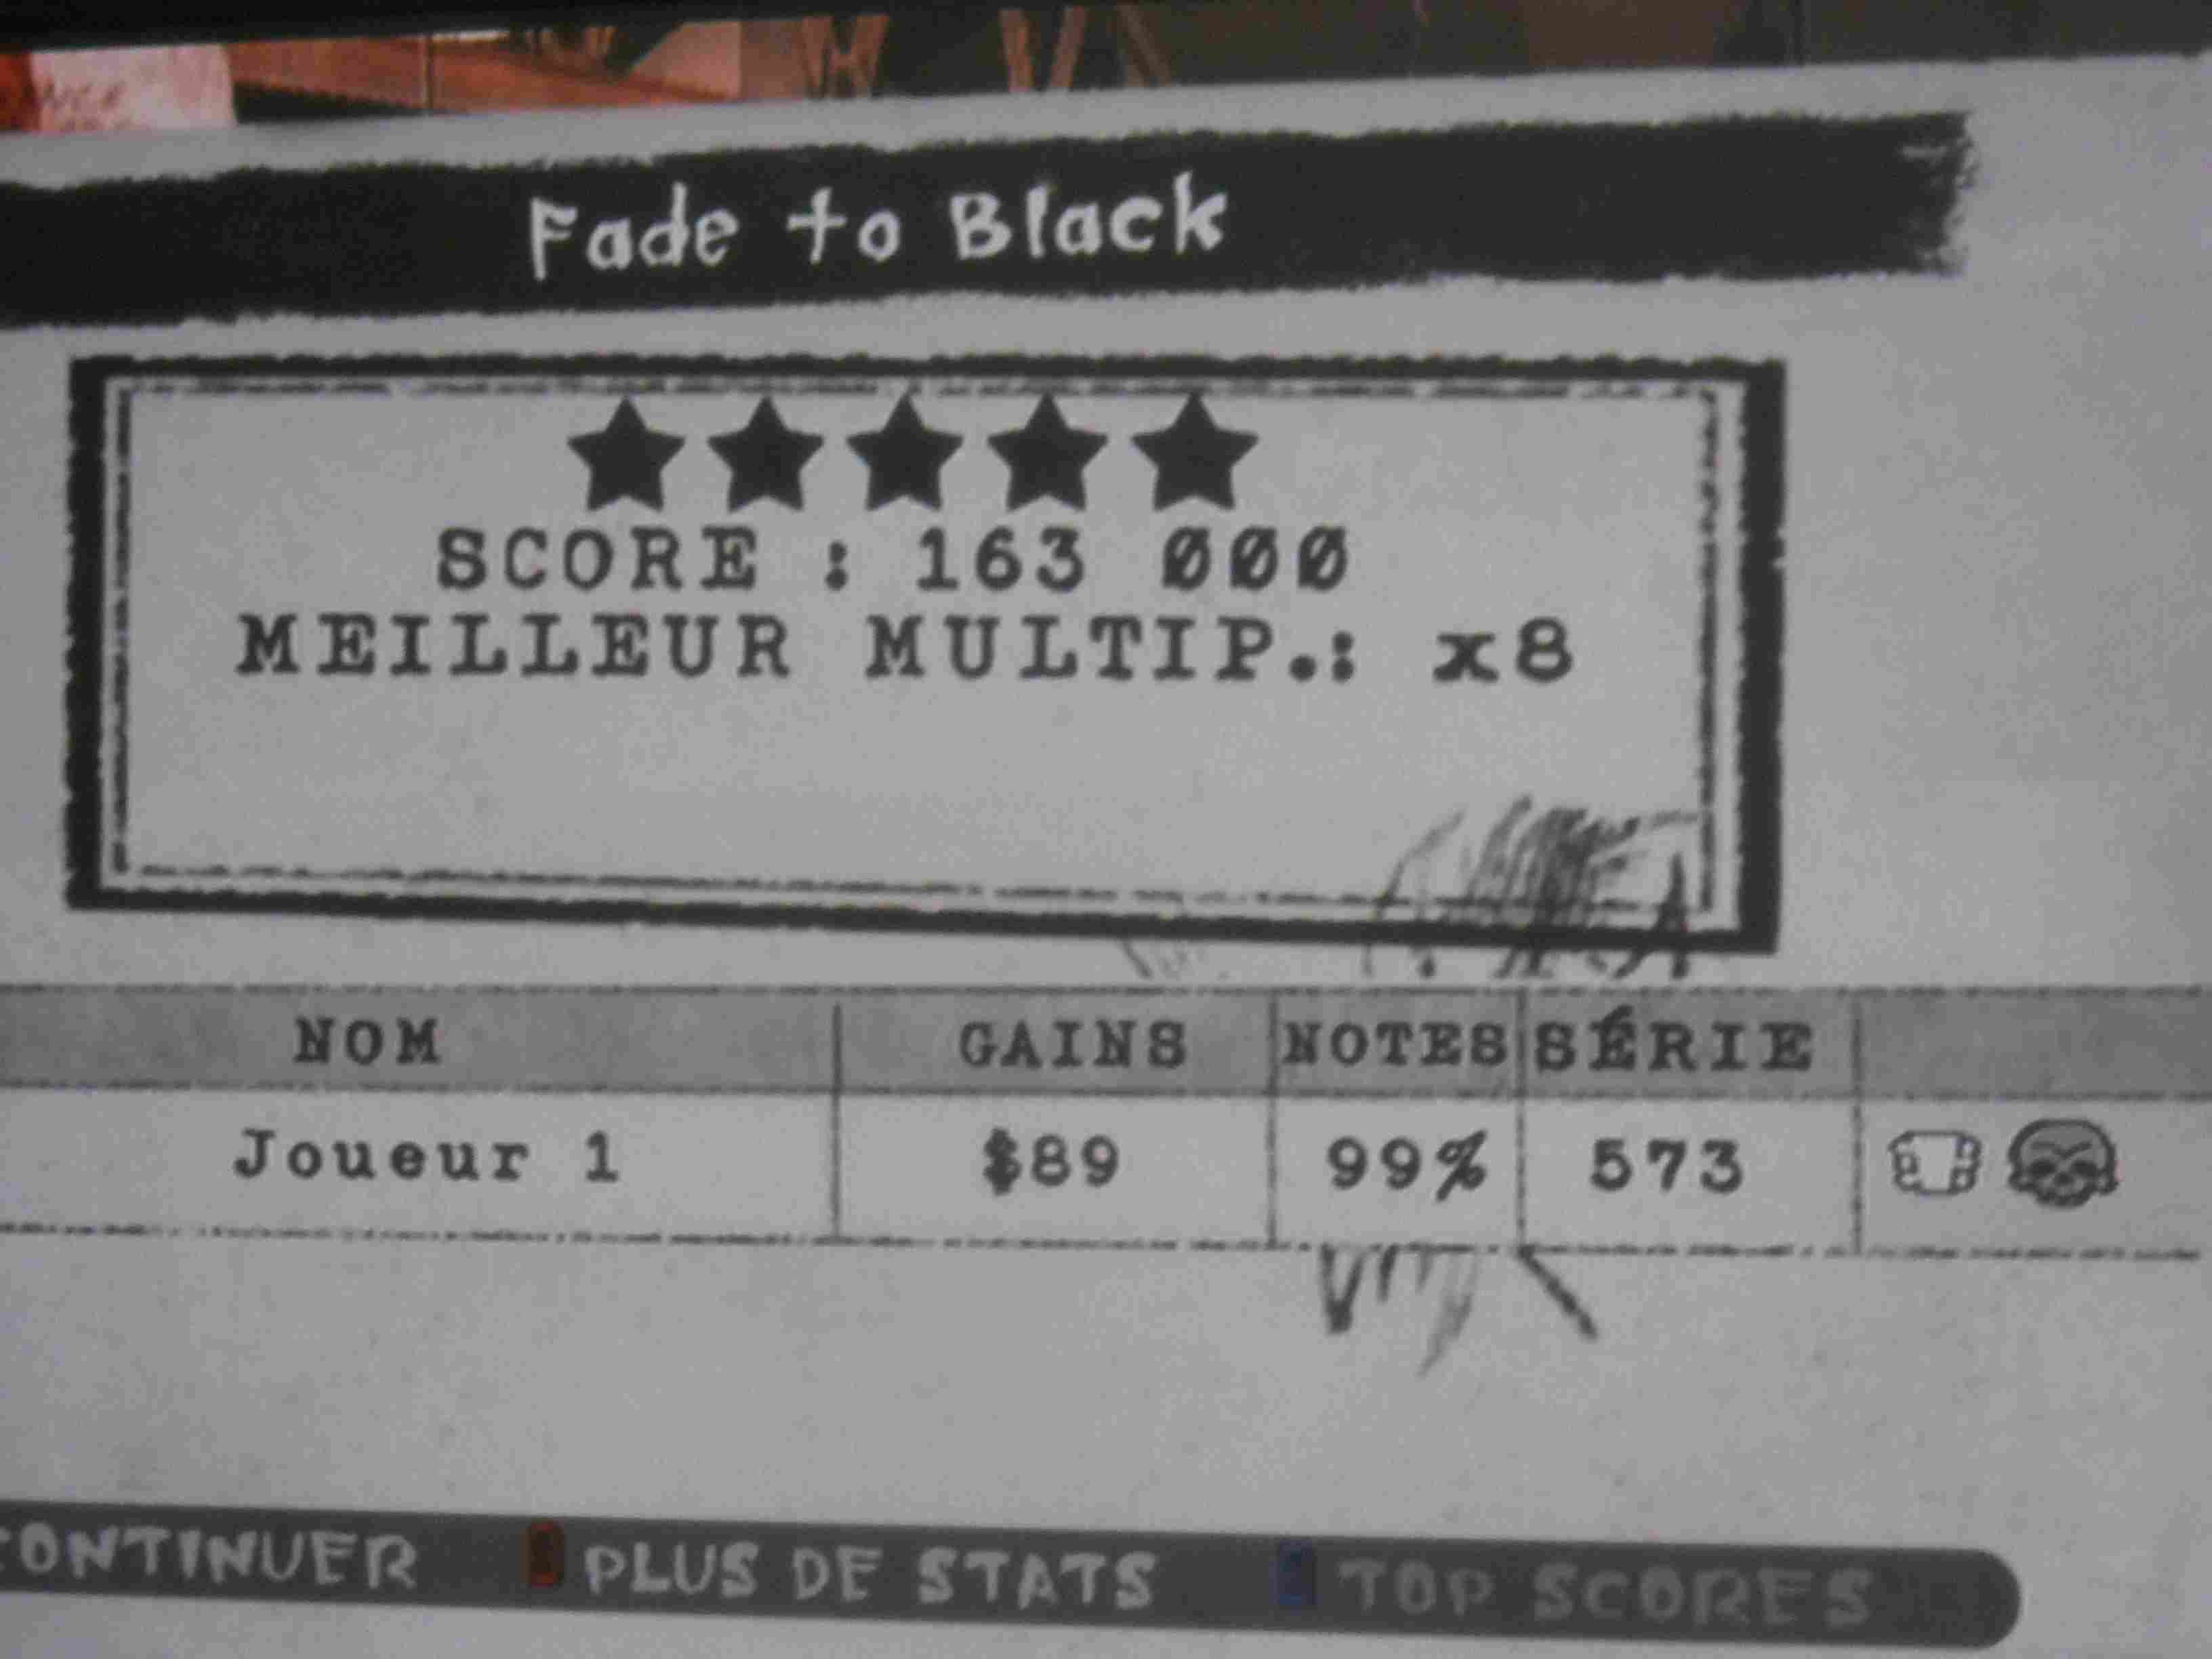 Fade to Black
SCORE : 163 000
MEILLEUR MULTIP.: x8
NOM GAINS NOTES SÉRIE
Joueur 1 $89 99% 573
CONTINUER PLUS DE STATS TOP SCORES